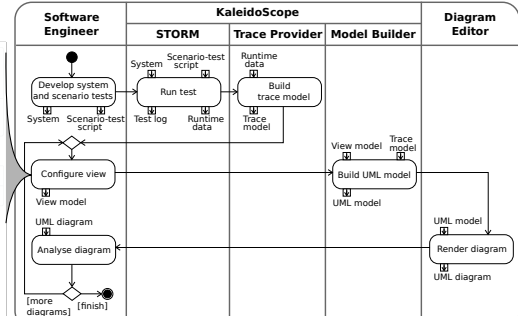 Software
Engineer
KaleidoScope
STORM
Trace Provider
Model Builder
Diagram
Editor
System
Scenario-test
script
Runtime
data
Develop system
and scenario tests
Run test
Build
trace model
System
Scenario-test
script
Test log
Runtime
data
Trace
model
View model
Trace
model
Configure view
Build UML model
View model
UML model
UML diagram
UML model
Analyse diagram
Render diagram
UML diagram
[more
diagrams]
[finish]